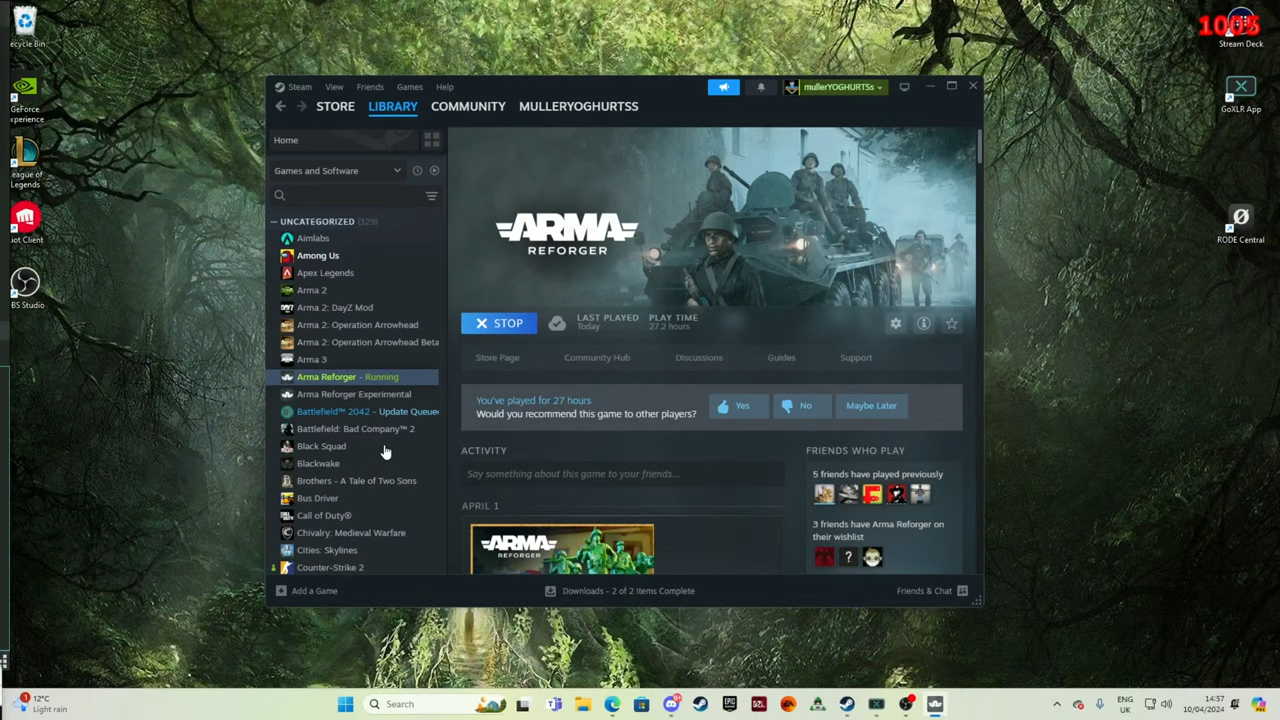 Recycle Bin
GeForce
Experience
League of
Legends
Riot Client
OBS Studio
1005
Stream Deck
GoXLR App
RODE Central
Steam View Friends Games Help
mullerYOGHURTSs
STORE LIBRARY COMMUNITY MULLERYOGHURTSS
Home
Games and Software
UNCATEGORIZED (125)
Aimlabs
Among Us
Apex Legends
Arma 2
Arma 2: DayZ Mod
Arma 2: Operation Arrowhead
Arma 2: Operation Arrowhead Beta
Arma 3
Arma Reforger - Running
Arma Reforger Experimental
Battlefield™ 2042 - Update Queued
Battlefield: Bad Company™ 2
Black Squad
Blackwake
Brothers - A Tale of Two Sons
Bus Driver
Call of Duty®
Chivalry: Medieval Warfare
Cities: Skylines
Counter-Strike 2
ARMA
REFORGER
STOP
LAST PLAYED
Today
PLAY TIME
27.2 hours
Store Page Community Hub Discussions Guides Support
You've played for 27 hours
Would you recommend this game to other players?
Yes No Maybe Later
ACTIVITY
Say something about this game to your friends...
APRIL 1
ARMA
REFORGER
FRIENDS WHO PLAY
5 friends have played previously
3 friends have Arma Reforger on
their wishlist
?
Add a Game
Downloads - 2 of 2 Items Complete
Friends & Chat
1
12°C
Light rain
Search
9+
EPIC
DZL
ENG
UK
14:57
10/04/2024